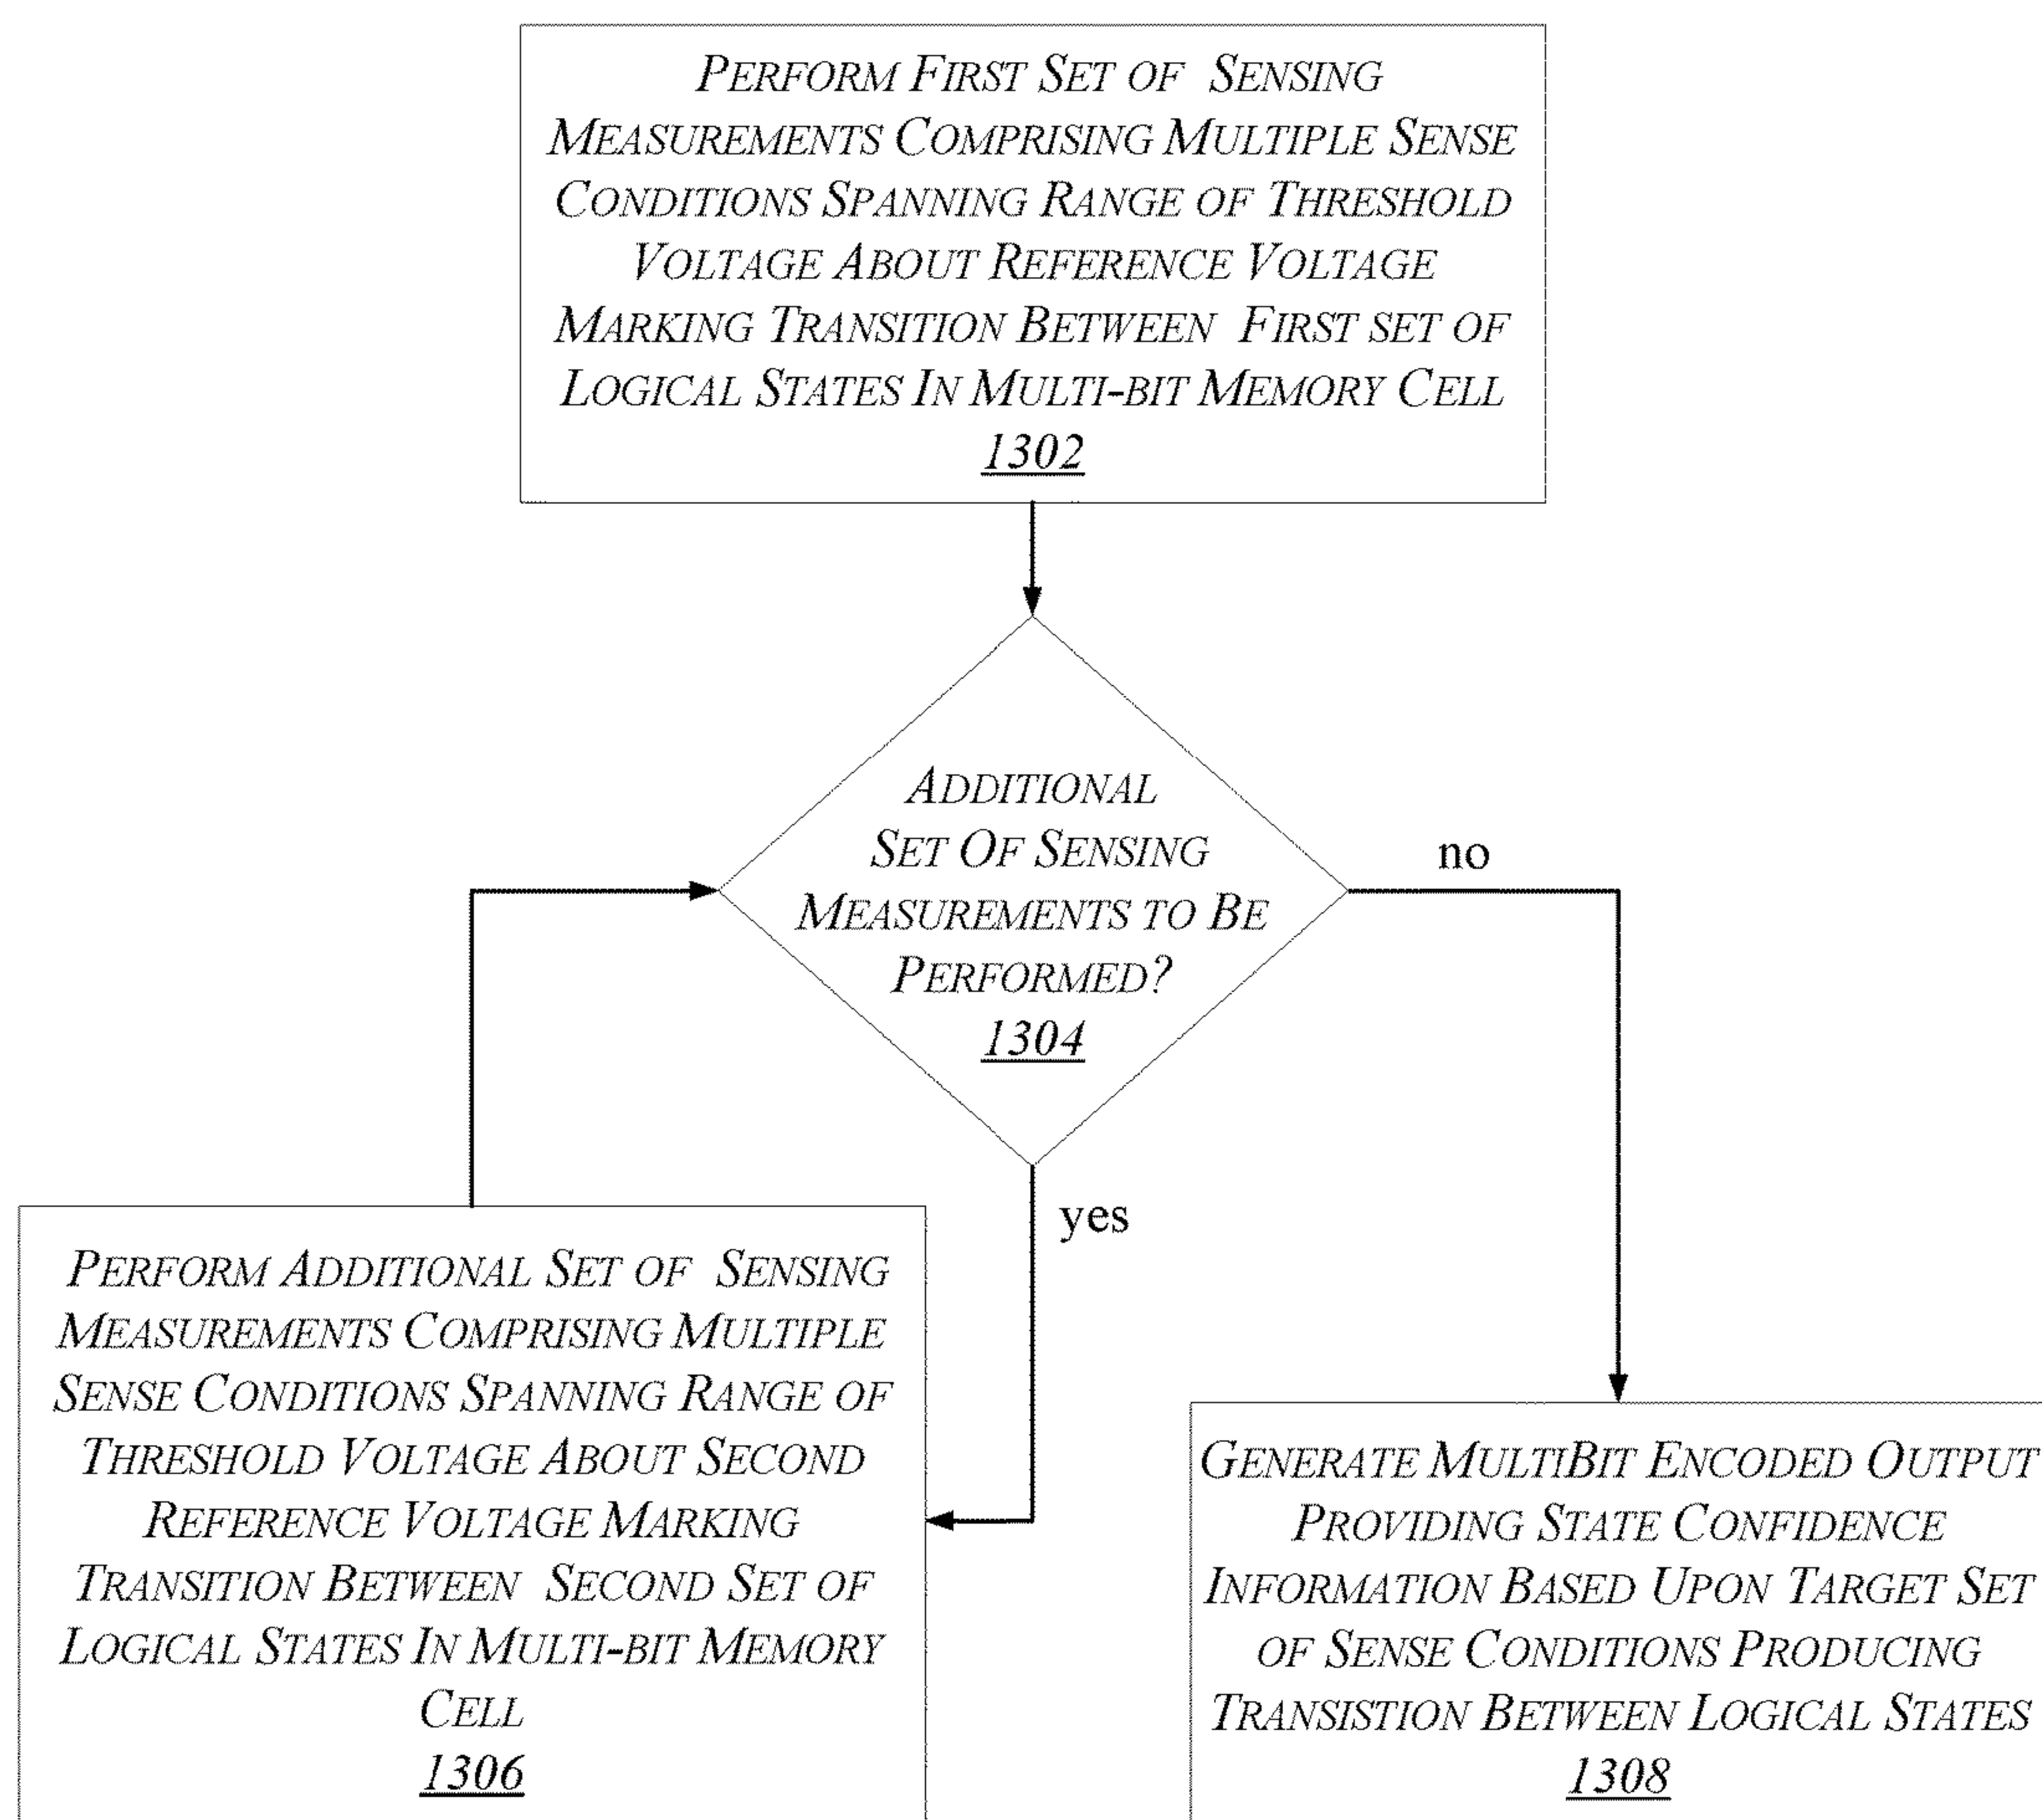 PERFORM FIRST SET OF SENSING
MEASUREMENTS COMPRISING MULTIPLE SENSE
CONDITIONS SPANNING RANGE OF THRESHOLD
VOLTAGE ABOUT REFERENCE VOLTAGE
MARKING TRANSITION BETWEEN FIRST SET OF
LOGICAL STATES IN MULTI-BIT MEMORY CELL
1302
ADDITIONAL
SET OF SENSING
MEASUREMENTS TO BE
PERFORMED?
1304
no
yes
PERFORM ADDITIONAL SET OF SENSING
MEASUREMENTS COMPRISING MULTIPLE
SENSE CONDITIONS SPANNING RANGE OF
THRESHOLD VOLTAGE ABOUT SECOND
REFERENCE VOLTAGE MARKING
TRANSITION BETWEEN SECOND SET OF
LOGICAL STATES IN MULTI-BIT MEMORY
CELL
1306
GENERATE MULTIBIT ENCODED OUTPUT
PROVIDING STATE CONFIDENCE
INFORMATION BASED UPON TARGET SET
OF SENSE CONDITIONS PRODUCING
TRANSISTION BETWEEN LOGICAL STATES
1308